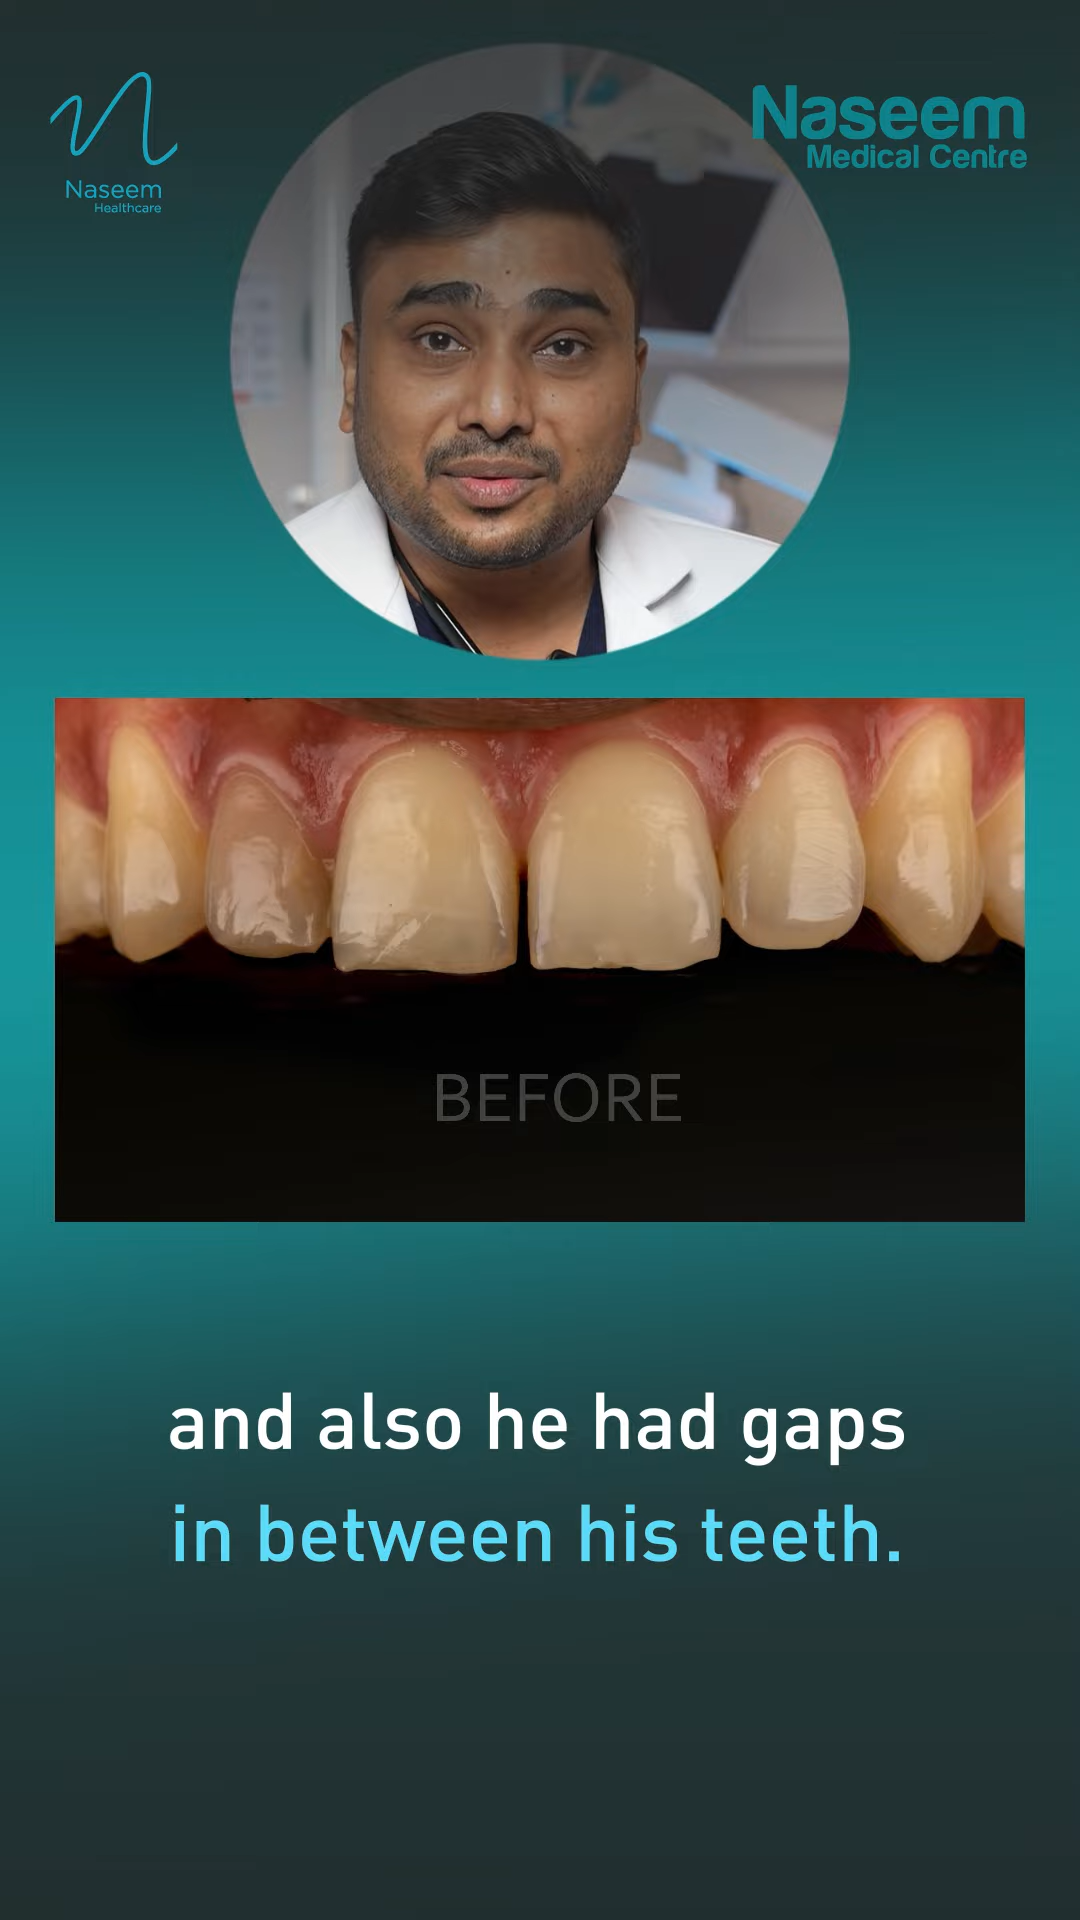 Naseem
Healthcare
Naseem
Medical Centre
BEFORE
and also he had gaps
in between his teeth.